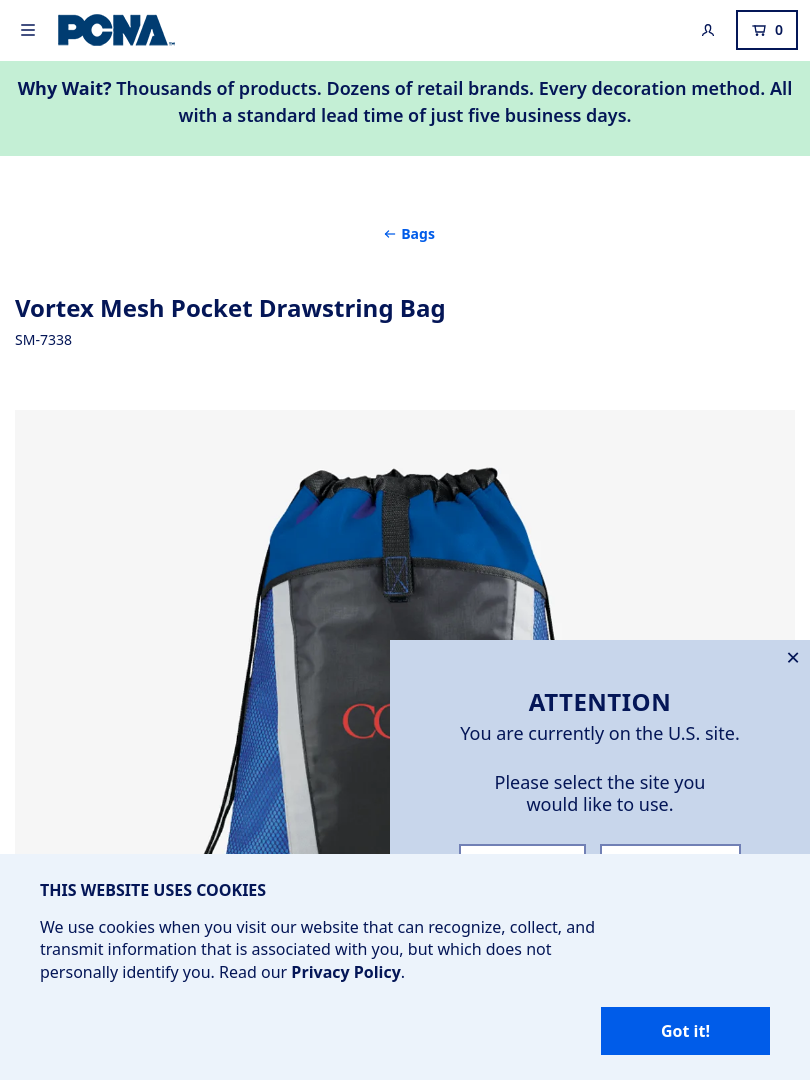 PCNA
0
Why Wait? Thousands of products. Dozens of retail brands. Every decoration method. All
with a standard lead time of just five business days.
← Bags
Vortex Mesh Pocket Drawstring Bag
SM-7338
ATTENTION
You are currently on the U.S. site.
Please select the site you
would like to use.
THIS WEBSITE USES COOKIES
We use cookies when you visit our website that can recognize, collect, and
transmit information that is associated with you, but which does not
personally identify you. Read our Privacy Policy.
Got it!